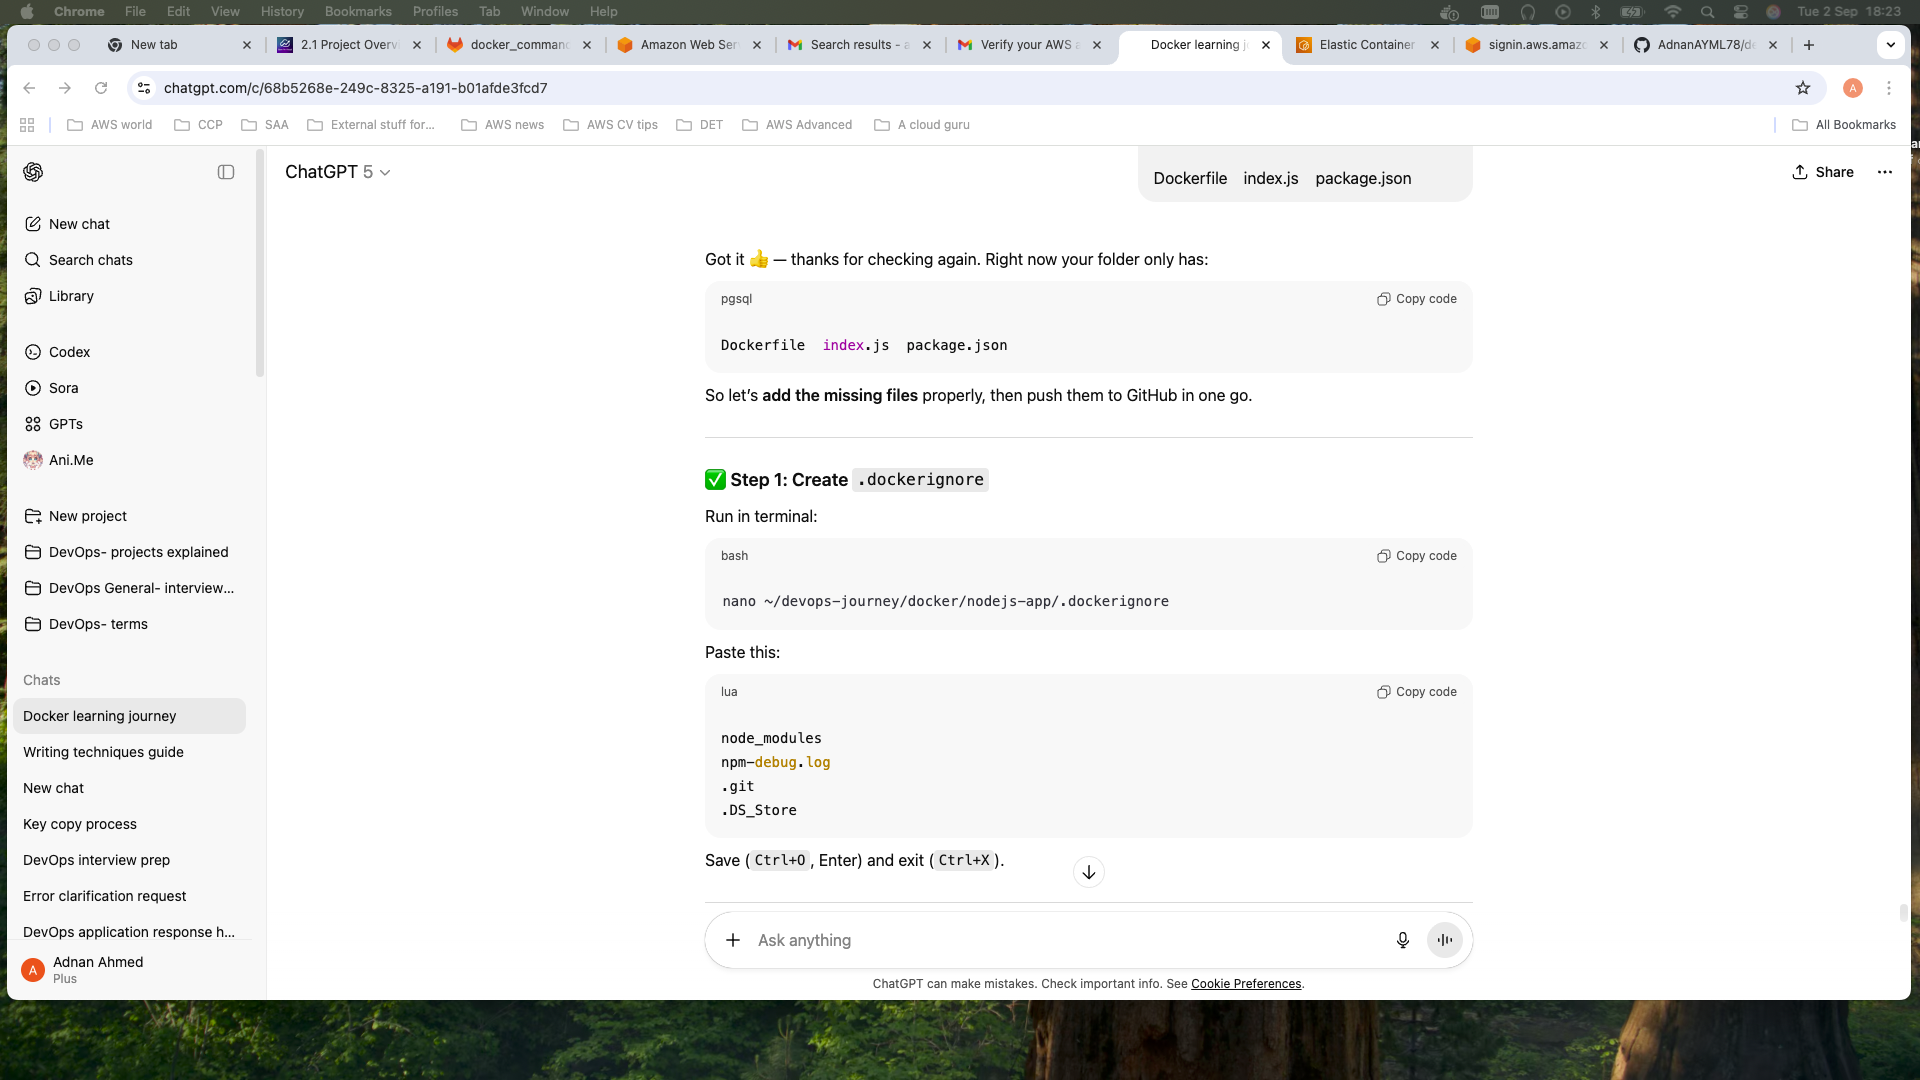 Chrome File Edit View History Bookmarks Profiles Tab Window Help Tue 2 Sep 18:23
New tab 2.1 Project Overv docker_comman Amazon Web Ser Search results - a Verify your AWS a Docker learning j Elastic Container signin.aws.amaz AdnanAYML78/de
chatgpt.com/c/68b5268e-249c-8325-a191-b01afde3fcd7 A
AWS world CCP SAA External stuff for... AWS news AWS CV tips DET AWS Advanced A cloud guru All Bookmarks
ChatGPT 5
Share
New chat
Search chats
Library
Codex
Sora
GPTs
Ani.Me
New project
DevOps- projects explained
DevOps General- interview...
DevOps- terms
Chats
Docker learning journey
Writing techniques guide
New chat
Key copy process
DevOps interview prep
Error clarification request
DevOps application response h...
A Adnan Ahmed
Plus
Dockerfile index.js package.json
Got it 👍 — thanks for checking again. Right now your folder only has:
pgsql Copy code
Dockerfile index.js package.json
So let’s add the missing files properly, then push them to GitHub in one go.
✅ Step 1: Create .dockerignore
Run in terminal:
bash Copy code
nano ~/devops-journey/docker/nodejs-app/.dockerignore
Paste this:
lua Copy code
node_modules
npm-debug.log
.git
.DS_Store
Save (Ctrl+O, Enter) and exit (Ctrl+X).
Ask anything
ChatGPT can make mistakes. Check important info. See Cookie Preferences.